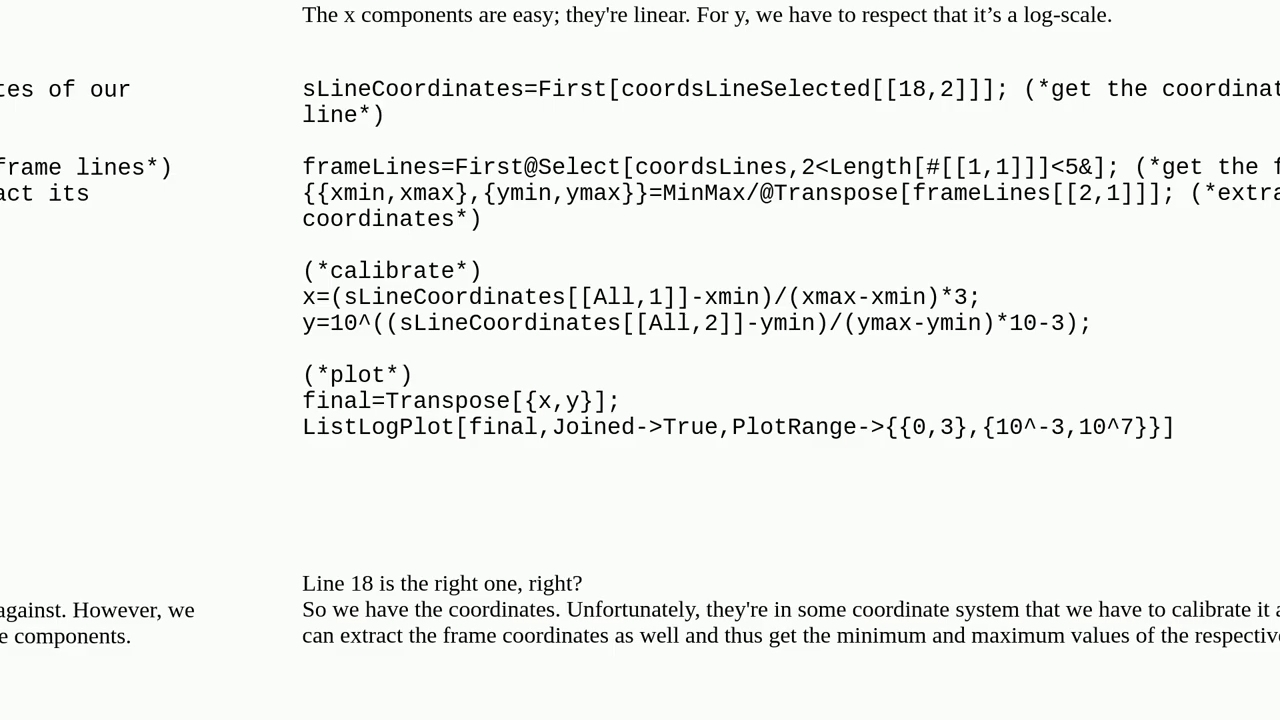 The x components are easy; they're linear. For y, we have to respect that it’s a log-scale.
tes of our
frame lines*)
act its
against. However, we
e components.
sLineCoordinates=First[coordsLineSelected[[18,2]]]; (*get the coordinat
line*)
frameLines=First@Select[coordsLines,2<Length[#[[1,1]]]<5&]; (*get the f
{{xmin,xmax},{ymin,ymax}}=MinMax/@Transpose[frameLines[[2,1]]]; (*extra
coordinates*)
(*calibrate*)
x=(sLineCoordinates[[All,1]]-xmin)/(xmax-xmin)*3;
y=10^((sLineCoordinates[[All,2]]-ymin)/(ymax-ymin)*10-3);
(*plot*)
final=Transpose[{x,y}];
ListLogPlot[final,Joined->True,PlotRange->{{0,3},{10^-3,10^7}}]
Line 18 is the right one, right?
So we have the coordinates. Unfortunately, they're in some coordinate system that we have to calibrate it a
can extract the frame coordinates as well and thus get the minimum and maximum values of the respectiv